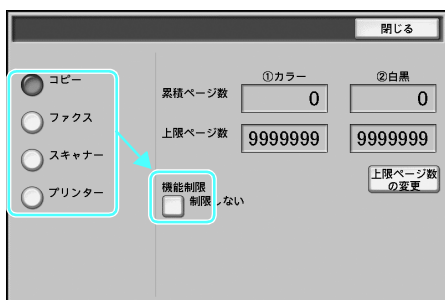 閉じる
コピー
ファクス
スキャナー
プリンター
①カラー
②白黒
累積ページ数
0
0
上限ページ数
9999999
9999999
機能制限
制限しない
上限ページ数
の変更